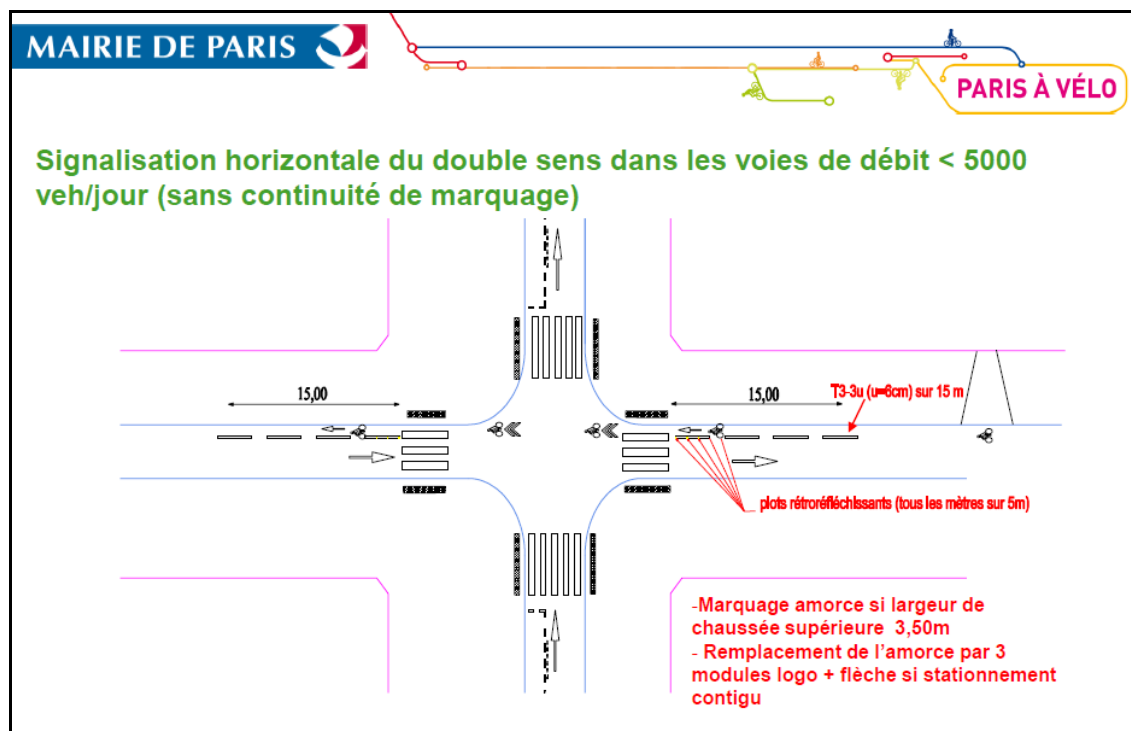 MAIRIE DE PARIS
PARIS À VÉLO
Signalisation horizontale du double sens dans les voies de débit < 5000
veh/jour (sans continuité de marquage)
15,00
15,00
T3-3u (u=6cm) sur 15 m
plots rétroréfléchissants (tous les mètres sur 5m)
-Marquage amorce si largeur de
chaussée supérieure 3,50m
- Remplacement de l’amorce par 3
modules logo + flèche si stationnement
contigu